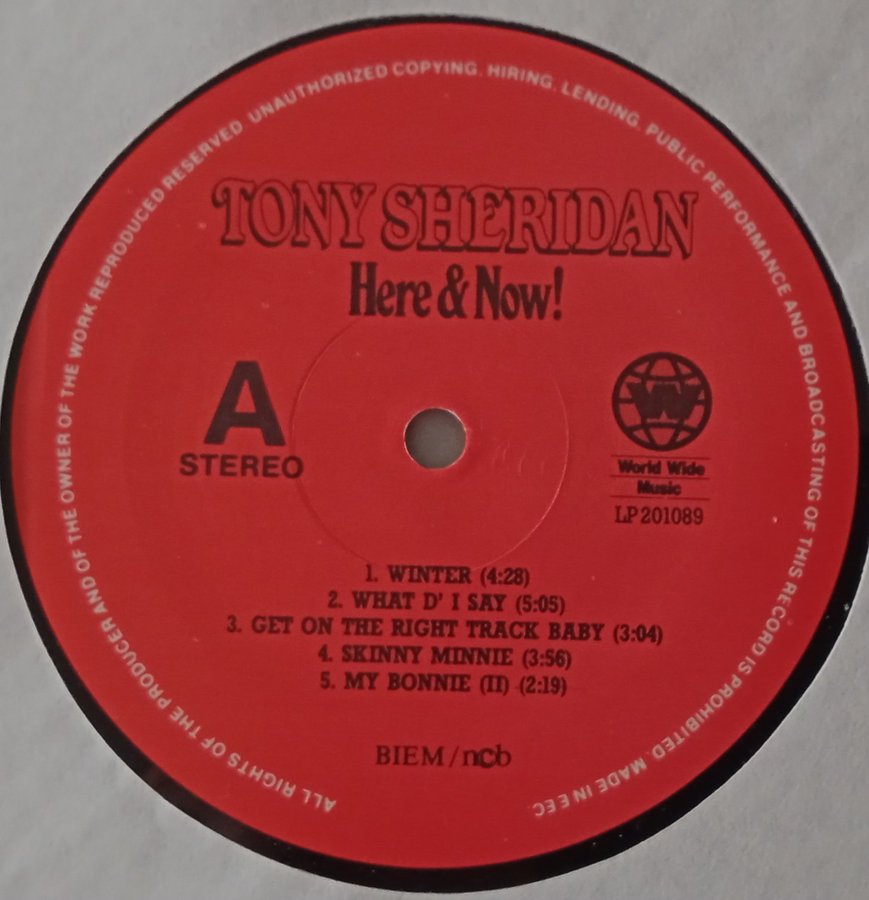 ALL RIGHTS OF THE PRODUCER AND OF THE OWNER OF THE WORK REPRODUCED RESERVED. UNAUTHORIZED COPYING. HIRING. LENDING. PUBLIC PERFORMANCE AND BROADCASTING OF THIS RECORD IS PROHIBITED. MADE IN EEC.
TONY SHERIDAN
Here & Now!
A
STEREO
WW
World Wide
Music
LP 201089
1. WINTER (4:28)
2. WHAT D' I SAY (5:05)
3. GET ON THE RIGHT TRACK BABY (3:04)
4. SKINNY MINNIE (3:56)
5. MY BONNIE (II) (2:19)
BIEM/ncb